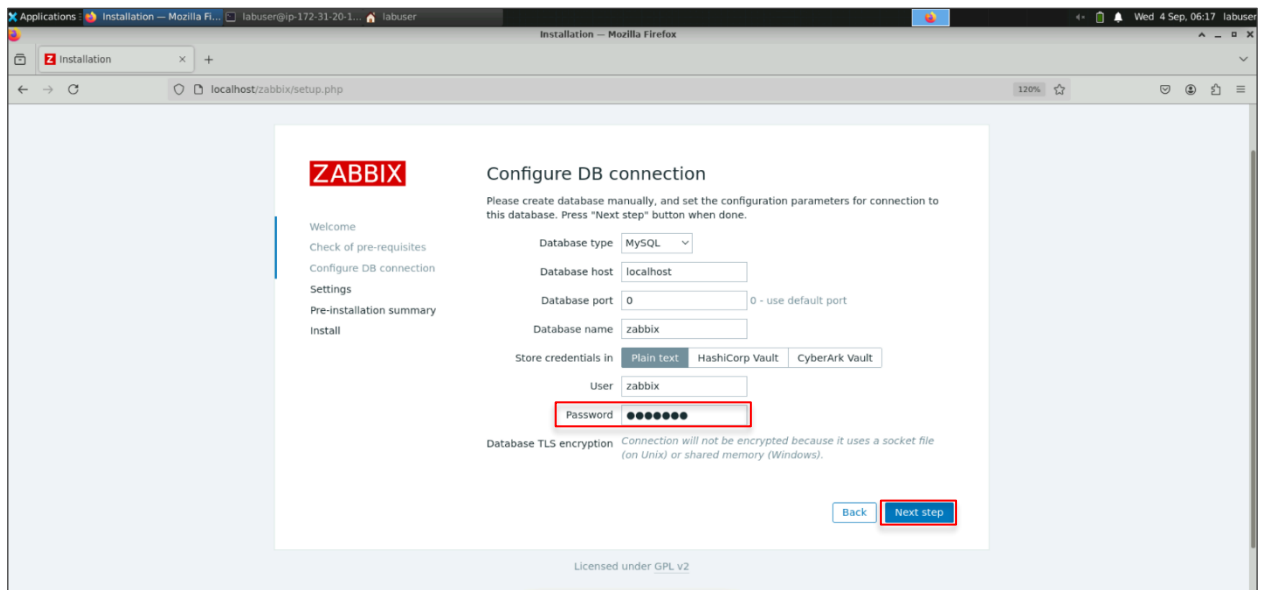 Applications Installation — Mozilla Fi... labuser@ip-172-31-20-1... labuser Wed 4 Sep, 06:17 labuser
Installation — Mozilla Firefox
Z Installation
localhost/zabbix/setup.php 120%
ZABBIX
Welcome
Check of pre-requisites
Configure DB connection
Settings
Pre-installation summary
Install
Configure DB connection
Please create database manually, and set the configuration parameters for connection to
this database. Press "Next step" button when done.
Database type MySQL
Database host localhost
Database port 0 0 - use default port
Database name zabbix
Store credentials in Plain text HashiCorp Vault CyberArk Vault
User zabbix
Password ●●●●●●●
Database TLS encryption Connection will not be encrypted because it uses a socket file
(on Unix) or shared memory (Windows).
Back Next step
Licensed under GPL v2